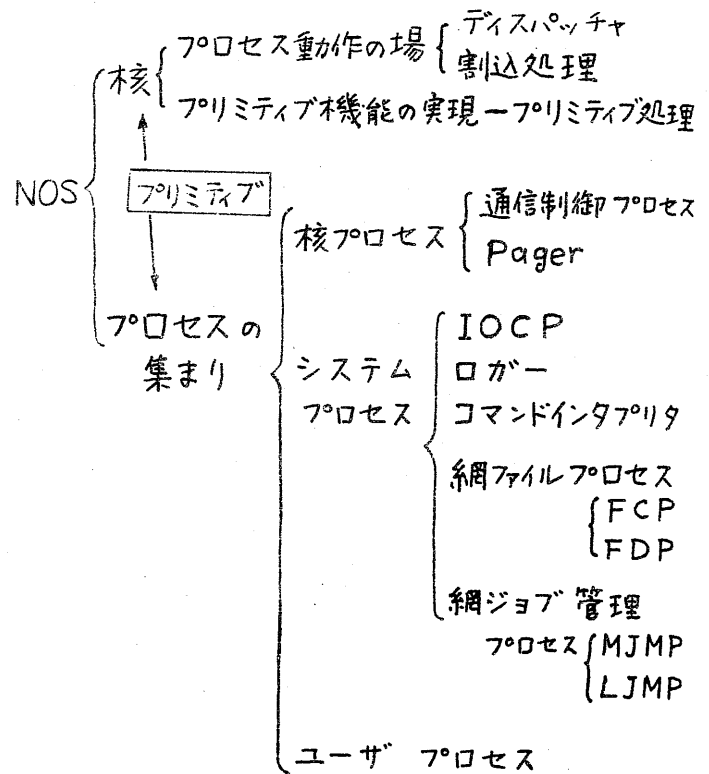 ディスパッチャ
プロセス動作の場
割込処理
核
プリミティブ機能の実現ープリミティブ処理
NOS
プリミティブ
通信制御プロセス
核プロセス
Pager
プロセスの
集まり
IOCP
システム
プロセス
ロガー
コマンドインタプリタ
網ファイルプロセス
FCP
FDP
網ジョブ管理
プロセス
MJMP
LJMP
ユーザ プロセス